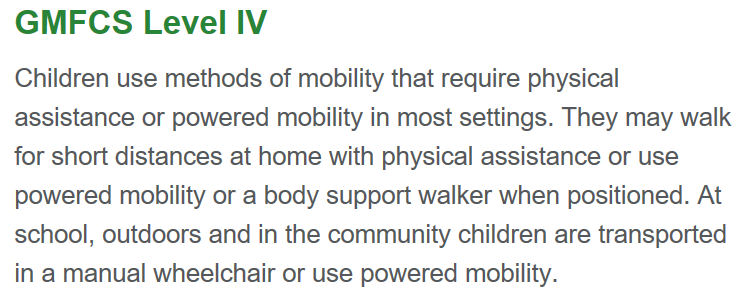 GMFCS Level IV
Children use methods of mobility that require physical
assistance or powered mobility in most settings. They may walk
for short distances at home with physical assistance or use
powered mobility or a body support walker when positioned. At
school, outdoors and in the community children are transported
in a manual wheelchair or use powered mobility.